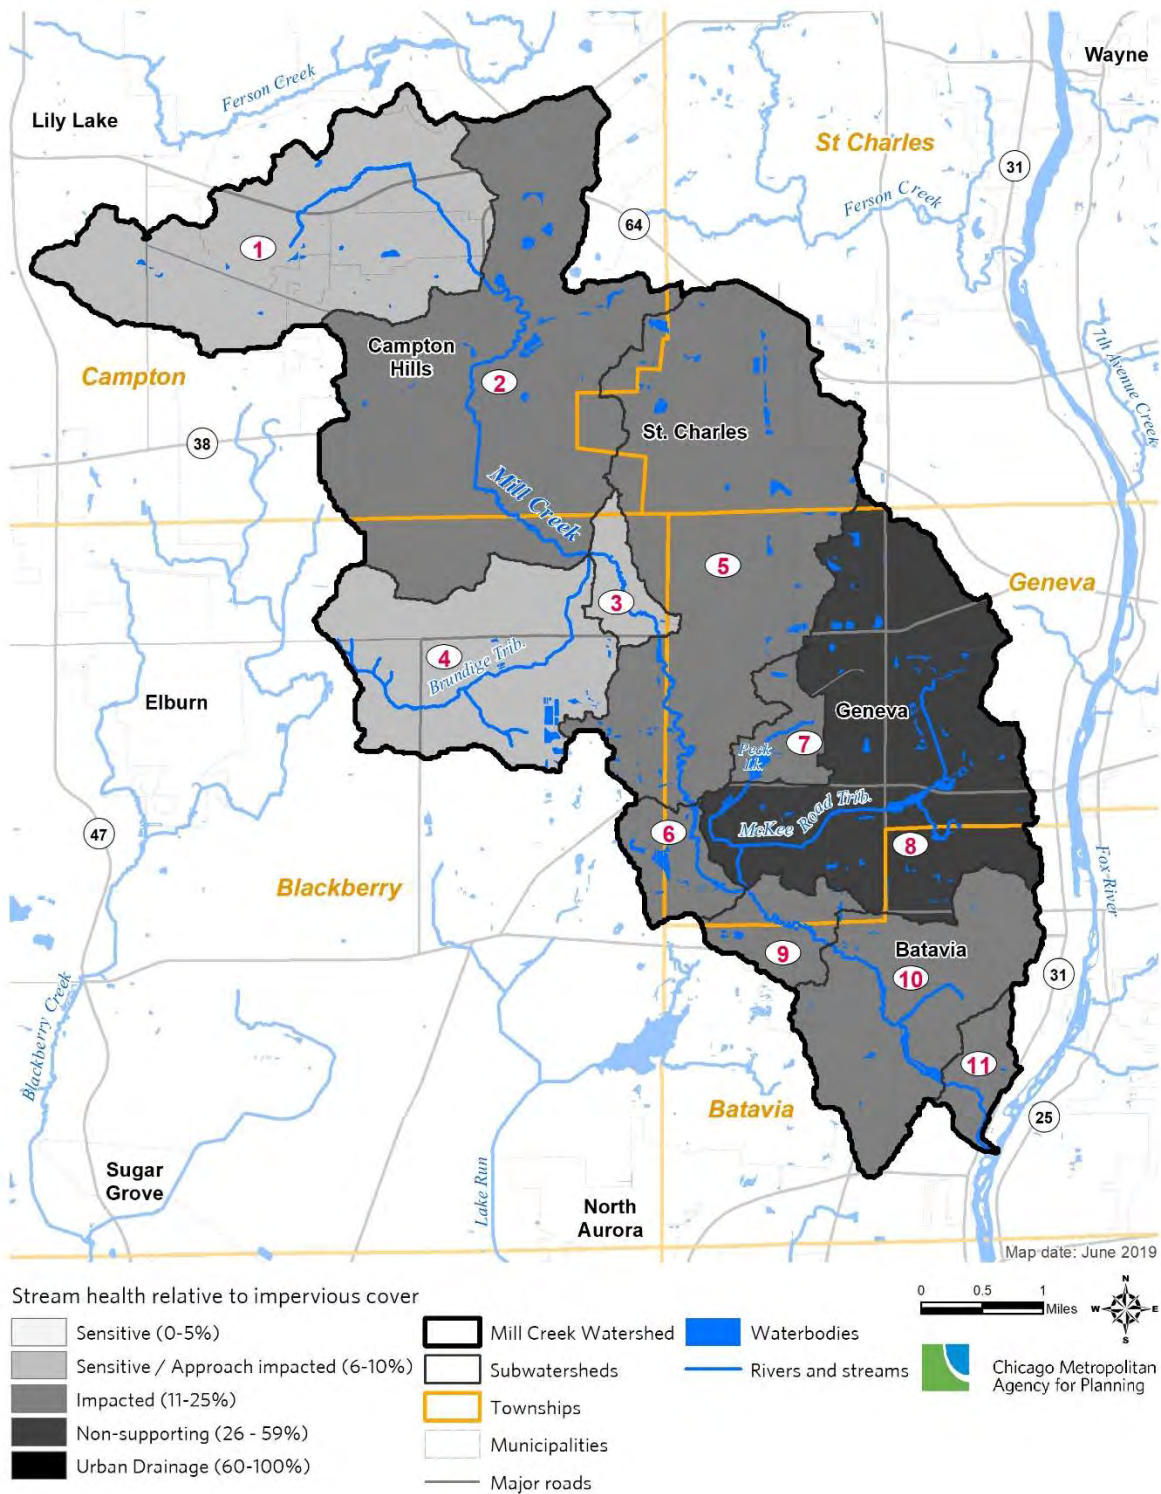 Wayne
Ferson Creek
Lily Lake
St Charles
31
Ferson Creek
64
1
7th Avenue Creek
Campton
Hills
Campton
2
St. Charles
38
Mill Creek
5
Geneva
3
4
Brundige Trib.
Elburn
Geneva
7
Peck
Lk.
McKee Road Trib.
6
47
8
Blackberry
Fox River
Batavia
9
10
31
Blackberry Creek
11
Batavia
25
Sugar
Grove
Lake Run
North
Aurora
Map date: June 2019
Stream health relative to impervious cover
Sensitive (0-5%)
Sensitive / Approach impacted (6-10%)
Impacted (11-25%)
Non-supporting (26 - 59%)
Urban Drainage (60-100%)
Mill Creek Watershed
Subwatersheds
Townships
Municipalities
Major roads
Waterbodies
Rivers and streams
0 0.5 1
Miles
N
W E
S
Chicago Metropolitan
Agency for Planning